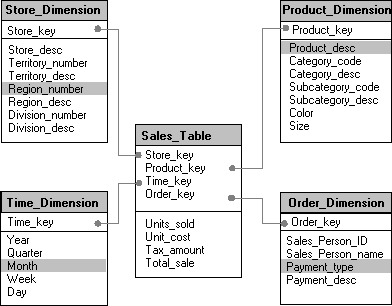 Store_Dimension
Store_key
Store_desc
Territory_number
Territory_desc
Region_number
Region_desc
Division_number
Division_desc
Product_Dimension
Product_key
Product_desc
Category_code
Category_desc
Subcategory_code
Subcategory_desc
Color
Size
Sales_Table
Store_key
Product_key
Time_key
Order_key
Units_sold
Unit_cost
Tax_amount
Total_sale
Time_Dimension
Time_key
Year
Quarter
Month
Week
Day
Order_Dimension
Order_key
Sales_Person_ID
Sales_Person_name
Payment_type
Payment_desc